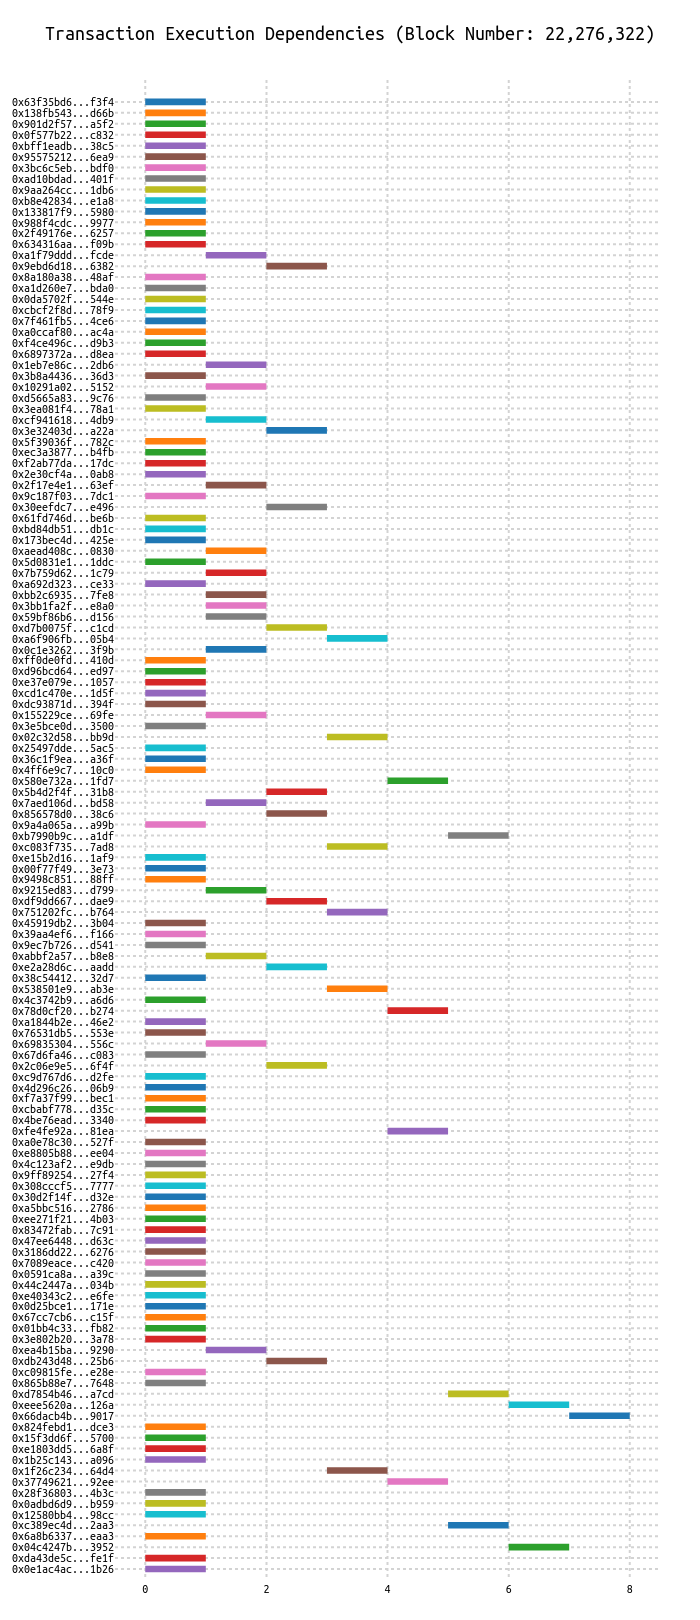 Transaction Execution Dependencies (Block Number: 22,276,322)
0x63f35bd6...f3f4
0x138fb543...d66b
0x901d2f57...a5f2
0x0f577b22...c832
0xbff1eadb...38c5
0x95575212...6ea9
0x3bc6c5eb...bdf0
0xad10bdad...401f
0x9aa264cc...1db6
0xb8e42834...e1a8
0x133817f9...5980
0x988f4cdc...9977
0x2f49176e...6257
0x634316aa...f09b
0xa1f79ddd...fcde
0x9ebd6d18...6382
0x8a180a38...48af
0xa1d260e7...bda0
0x0da5702f...544e
0xcbcf2f8d...78f9
0x7f461fb5...4ce6
0xa0ccaf80...ac4a
0xf4ce496c...d9b3
0x6897372a...d8ea
0x1eb7e86c...2db6
0x3b8a4436...36d3
0x10291a02...5152
0xd5665a83...9c76
0x3ea081f4...78a1
0xcf941618...4db9
0x3e32403d...a22a
0x5f39036f...782c
0xec3a3877...b4fb
0xf2ab77da...17dc
0x2e30cf4a...0ab8
0x2f17e4e1...63ef
0x9c187f03...7dc1
0x30eefdc7...e496
0x61fd746d...be6b
0xbd84db51...db1c
0x173bec4d...425e
0xaead408c...0830
0x5d0831e1...1ddc
0x7b759d62...1c79
0xa692d323...ce33
0xbb2c6935...7fe8
0x3bb1fa2f...e8a0
0x59bf86b6...d156
0xd7b0075f...c1cd
0xa6f906fb...05b4
0x0c1e3262...3f9b
0xff0de0fd...410d
0xd96bcd64...ed97
0xe37e079e...1057
0xcd1c470e...1d5f
0xdc93871d...394f
0x155229ce...69fe
0x3e5bce0d...3500
0x02c32d58...bb9d
0x25497dde...5ac5
0x36c1f9ea...a36f
0x4ff6e9c7...10c0
0x580e732a...1fd7
0x5b4d2f4f...31b8
0x7aed106d...bd58
0x856578d0...38c6
0x9a4a065a...a99b
0xb7990b9c...a1df
0xc083f735...7ad8
0xe15b2d16...1af9
0x00f77f49...3e73
0x9498c851...88ff
0x9215ed83...d799
0xdf9dd667...dae9
0x751202fc...b764
0x45919db2...3b04
0x39aa4ef6...f166
0x9ec7b726...d541
0xabbf2a57...b8e8
0xe2a28d6c...aadd
0x38c54412...32d7
0x538501e9...ab3e
0x4c3742b9...a6d6
0x78d0cf20...b274
0xa1844b2e...46e2
0x76531db5...553e
0x69835304...556c
0x67d6fa46...c083
0x2c06e9e5...6f4f
0xc9d767d6...d2fe
0x4d296c26...06b9
0xf7a37f99...bec1
0xcbabf778...d35c
0x4be76ead...3340
0xfe4fe92a...81ea
0xa0e78c30...527f
0xe8805b88...ee04
0x4c123af2...e9db
0x9ff89254...27f4
0x308cccf5...7777
0x30d2f14f...d32e
0xa5bbc516...2786
0xee271f21...4b03
0x83472fab...7c91
0x47ee6448...d63c
0x3186dd22...6276
0x7089eace...c420
0x0591ca8a...a39c
0x44c2447a...034b
0xe40343c2...e6fe
0x0d25bce1...171e
0x67cc7cb6...c15f
0x01bb4c33...fb82
0x3e802b20...3a78
0xea4b15ba...9290
0xdb243d48...25b6
0xc09815fe...e28e
0x865b88e7...7648
0xd7854b46...a7cd
0xeee5620a...126a
0x66dacb4b...9017
0x824febd1...dce3
0x15f3dd6f...5700
0xe1803dd5...6a8f
0x1b25c143...a096
0x1f26c234...64d4
0x37749621...92ee
0x28f36803...4b3c
0x0adbd6d9...b959
0x12580bb4...98cc
0xc389ec4d...2aa3
0x6a8b6337...eaa3
0x04c4247b...3952
0xda43de5c...fe1f
0x0e1ac4ac...1b26
0 2 4 6 8